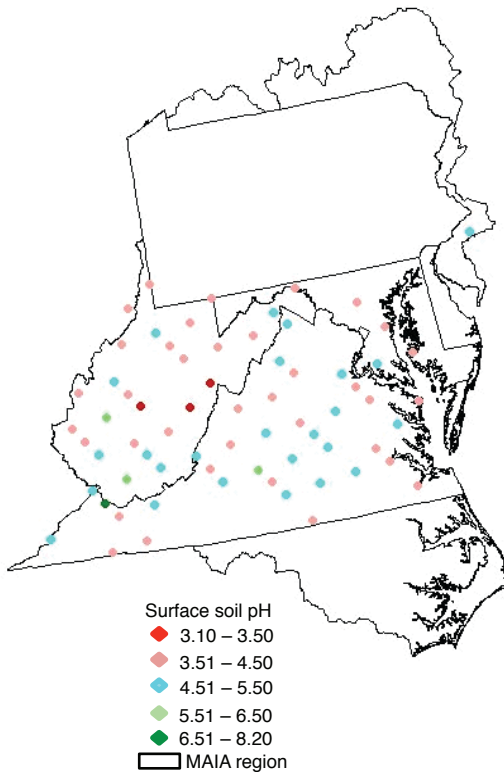 Surface soil pH
3.10 – 3.50
3.51 – 4.50
4.51 – 5.50
5.51 – 6.50
6.51 – 8.20
MAIA region